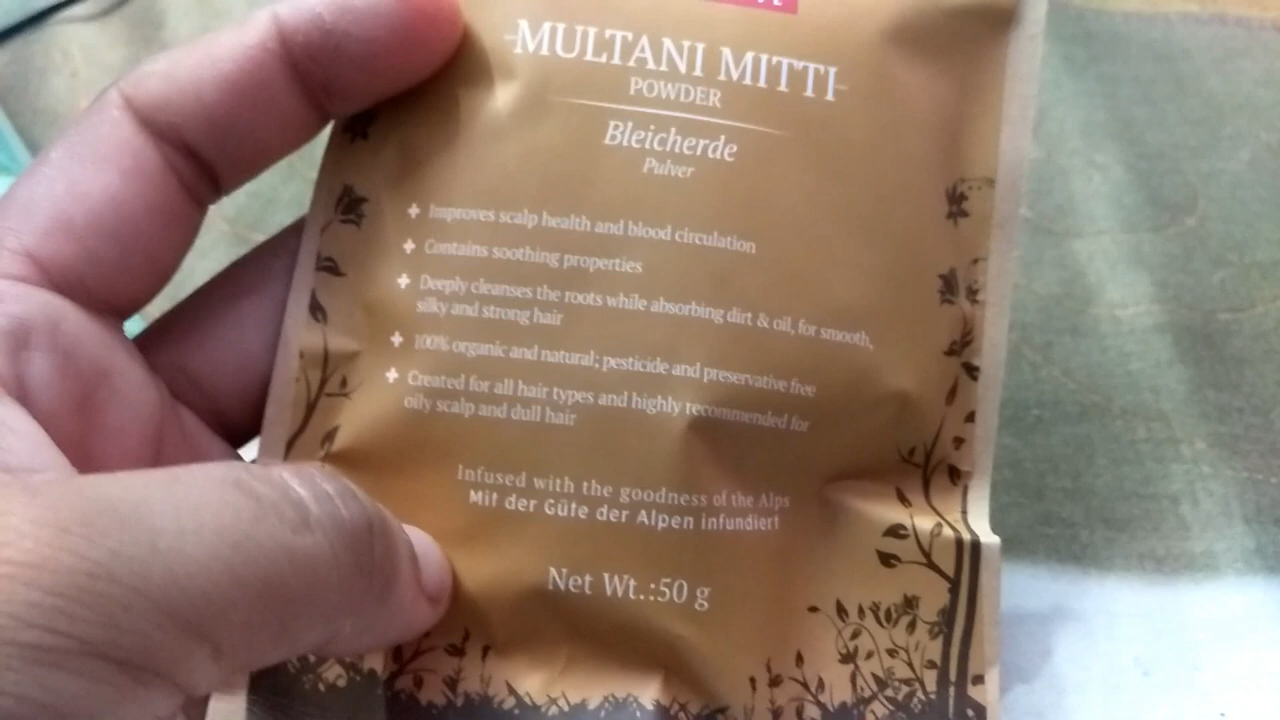 MULTANI MITTI
POWDER
Bleicherde
Pulver
Improves scalp health and blood circulation
Contains soothing properties
Deeply cleanses the roots while absorbing dirt & oil, for smooth,
silky and strong hair
100% organic and natural; pesticide and preservative free
Created for all hair types and highly recommended for
oily scalp and dull hair
Infused with the goodness of the Alps
Mit der Güte der Alpen infundiert
Net Wt.:50 g